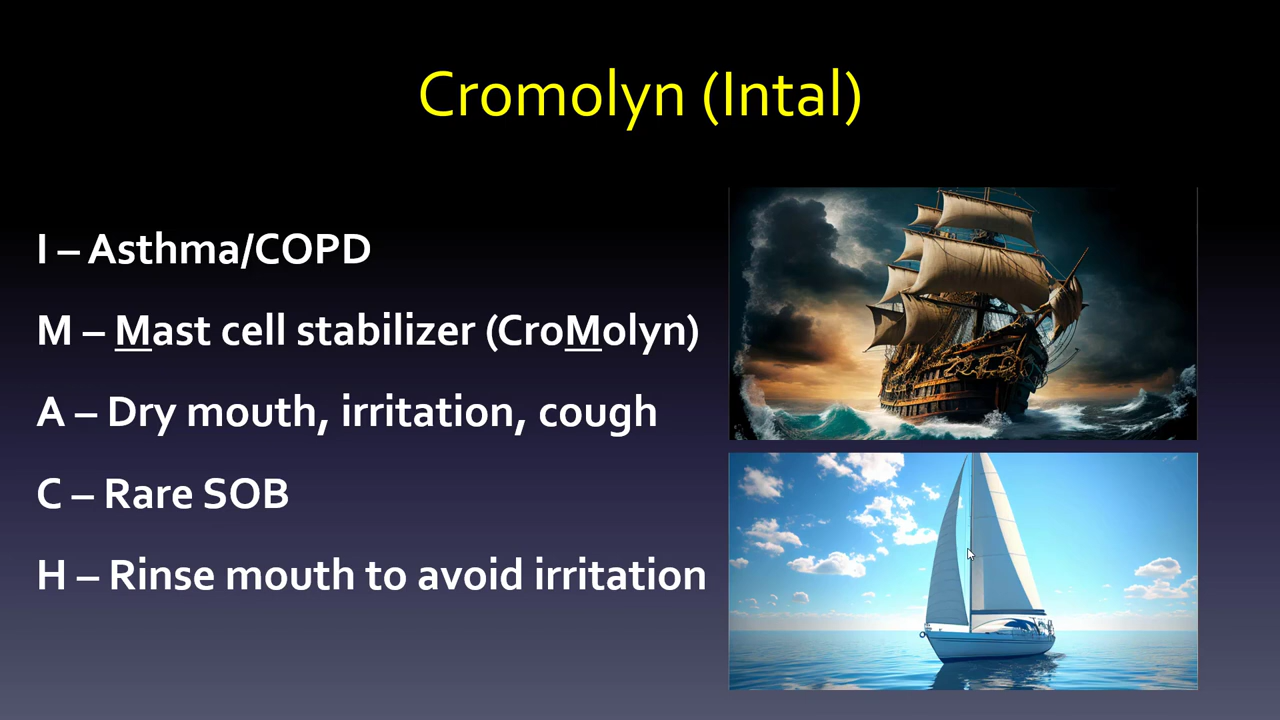 Cromolyn (Intal)
I – Asthma/COPD
M – Mast cell stabilizer (CroMolyn)
A – Dry mouth, irritation, cough
C – Rare SOB
H – Rinse mouth to avoid irritation